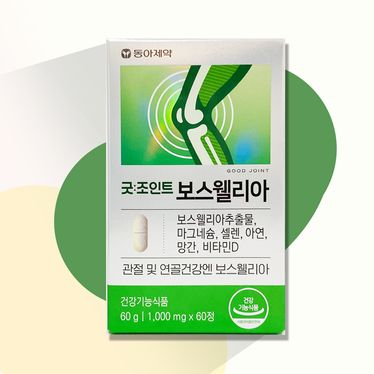 동아제약
GOOD JOINT
굿:조인트 보스웰리아
보스웰리아추출물,
마그네슘, 셀렌, 아연,
망간, 비타민D
관절 및 연골건강엔 보스웰리아
건강기능식품
60 g | 1,000 mg x 60정
건강
기능식품